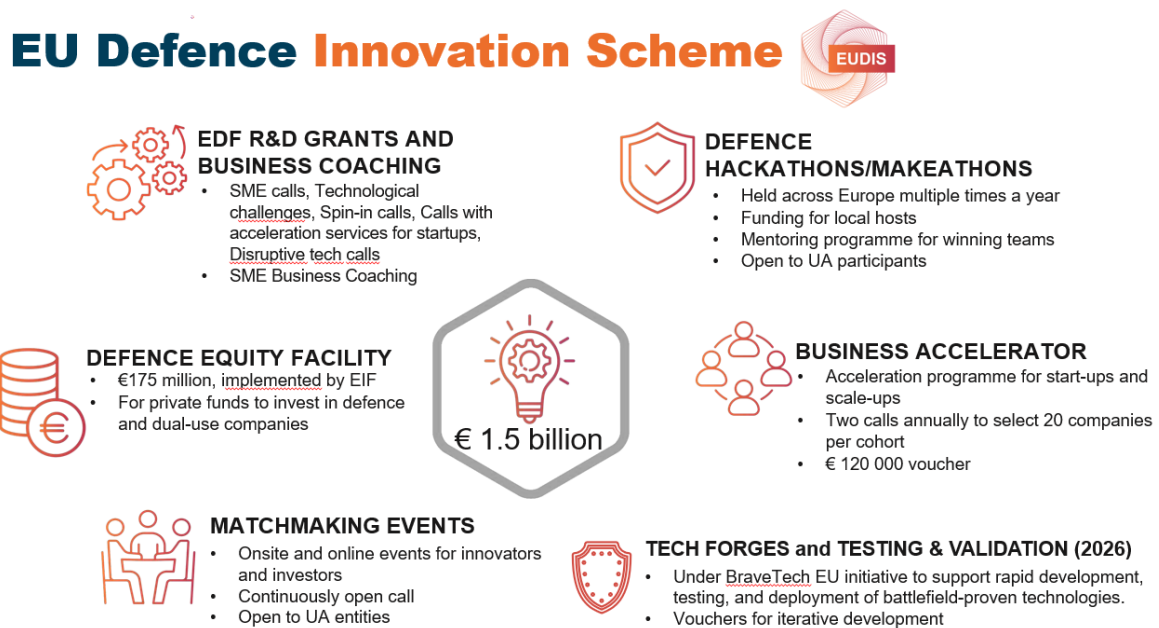 EU Defence Innovation Scheme
EUDIS
EDF R&D GRANTS AND
BUSINESS COACHING
• SME calls, Technological
challenges, Spin-in calls, Calls with
acceleration services for startups,
Disruptive tech calls
• SME Business Coaching
DEFENCE
HACKATHONS/MAKEATHONS
• Held across Europe multiple times a year
• Funding for local hosts
• Mentoring programme for winning teams
• Open to UA participants
DEFENCE EQUITY FACILITY
• €175 million, implemented by EIF
• For private funds to invest in defence
and dual-use companies
€
€ 1.5 billion
BUSINESS ACCELERATOR
• Acceleration programme for start-ups and
scale-ups
• Two calls annually to select 20 companies
per cohort
• € 120 000 voucher
MATCHMAKING EVENTS
• Onsite and online events for innovators
and investors
• Continuously open call
• Open to UA entities
TECH FORGES and TESTING & VALIDATION (2026)
• Under BraveTech EU initiative to support rapid development,
testing, and deployment of battlefield-proven technologies.
• Vouchers for iterative development